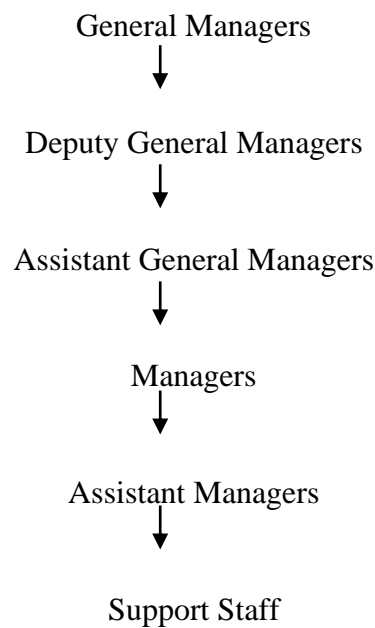 General Managers
Deputy General Managers
Assistant General Managers
Managers
Assistant Managers
Support Staff